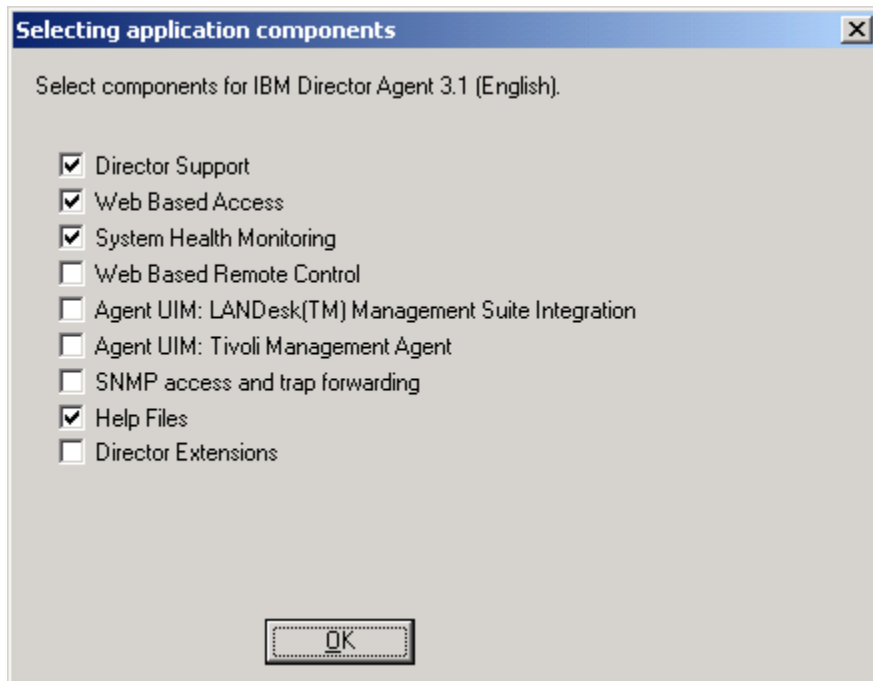 Selecting application components
Select components for IBM Director Agent 3.1 (English).
Director Support
Web Based Access
System Health Monitoring
Web Based Remote Control
Agent UIM: LANDesk(TM) Management Suite Integration
Agent UIM: Tivoli Management Agent
SNMP access and trap forwarding
Help Files
Director Extensions
OK